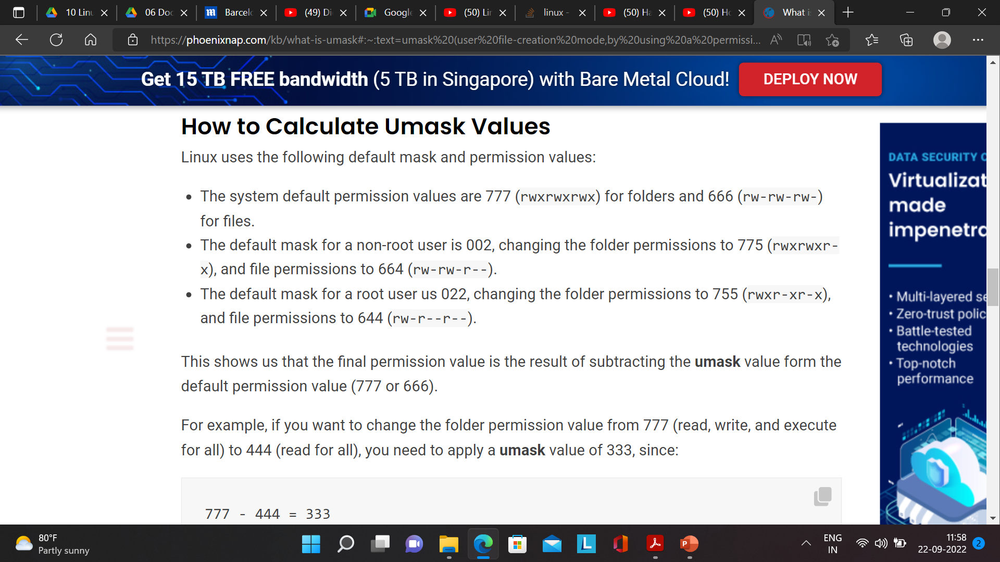 10 Linu
06 Doc
m Barcelo
(49) Di
Google
(50) Lin
linux -
(50) Ha
(50) Ho
What is
https://phoenixnap.com/kb/what-is-umask#:~:text=umask%20(user%20file-creation%20mode,by%20using%20a%20permissi...
Get 15 TB FREE bandwidth (5 TB in Singapore) with Bare Metal Cloud!
DEPLOY NOW
How to Calculate Umask Values
Linux uses the following default mask and permission values:
• The system default permission values are 777 (rwxrwxrwx) for folders and 666 (rw-rw-rw-)
for files.
• The default mask for a non-root user is 002, changing the folder permissions to 775 (rwxrwxr-
x), and file permissions to 664 (rw-rw-r--).
• The default mask for a root user us 022, changing the folder permissions to 755 (rwxr-xr-x),
and file permissions to 644 (rw-r--r--).
This shows us that the final permission value is the result of subtracting the umask value form the
default permission value (777 or 666).
For example, if you want to change the folder permission value from 777 (read, write, and execute
for all) to 444 (read for all), you need to apply a umask value of 333, since:
777 - 444 = 333
DATA SECURITY C
Virtualizat
made
impenetra
• Multi-layered se
• Zero-trust polic
• Battle-tested
technologies
• Top-notch
performance
80°F
Partly sunny
L
P
ENG
IN
11:58
22-09-2022
2